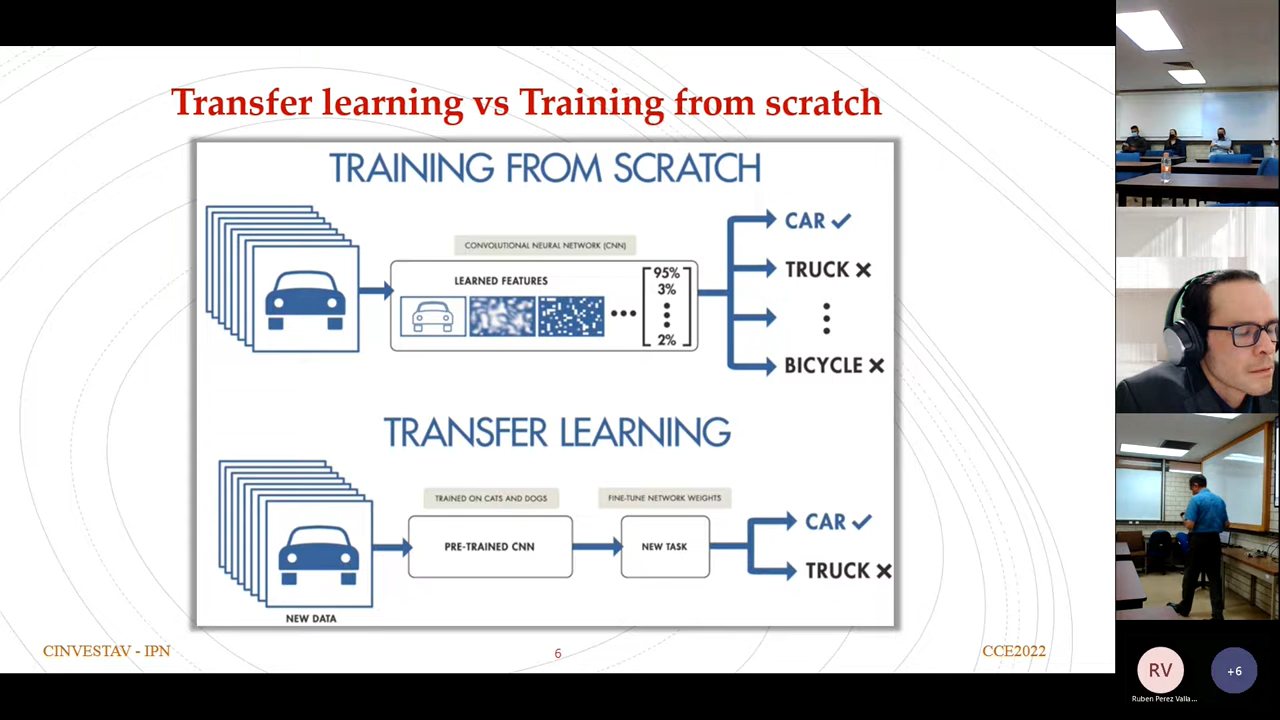 Transfer learning vs Training from scratch
TRAINING FROM SCRATCH
CONVOLUTIONAL NEURAL NETWORK (CNN)
LEARNED FEATURES
95%
3%
2%
CAR
TRUCK
BICYCLE
TRANSFER LEARNING
TRAINED ON CATS AND DOGS
FINE-TUNE NETWORK WEIGHTS
PRE-TRAINED CNN
NEW TASK
CAR
TRUCK
NEW DATA
CINVESTAV - IPN
6
CCE2022
RV
+6
Ruben Perez Valla...